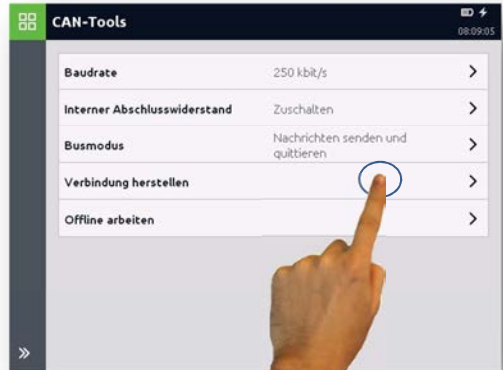 CAN-Tools
08:09:05
Baudrate 250 kbit/s
Interner Abschlusswiderstand Zuschalten
Busmodus Nachrichten senden und
quittieren
Verbindung herstellen
Offline arbeiten